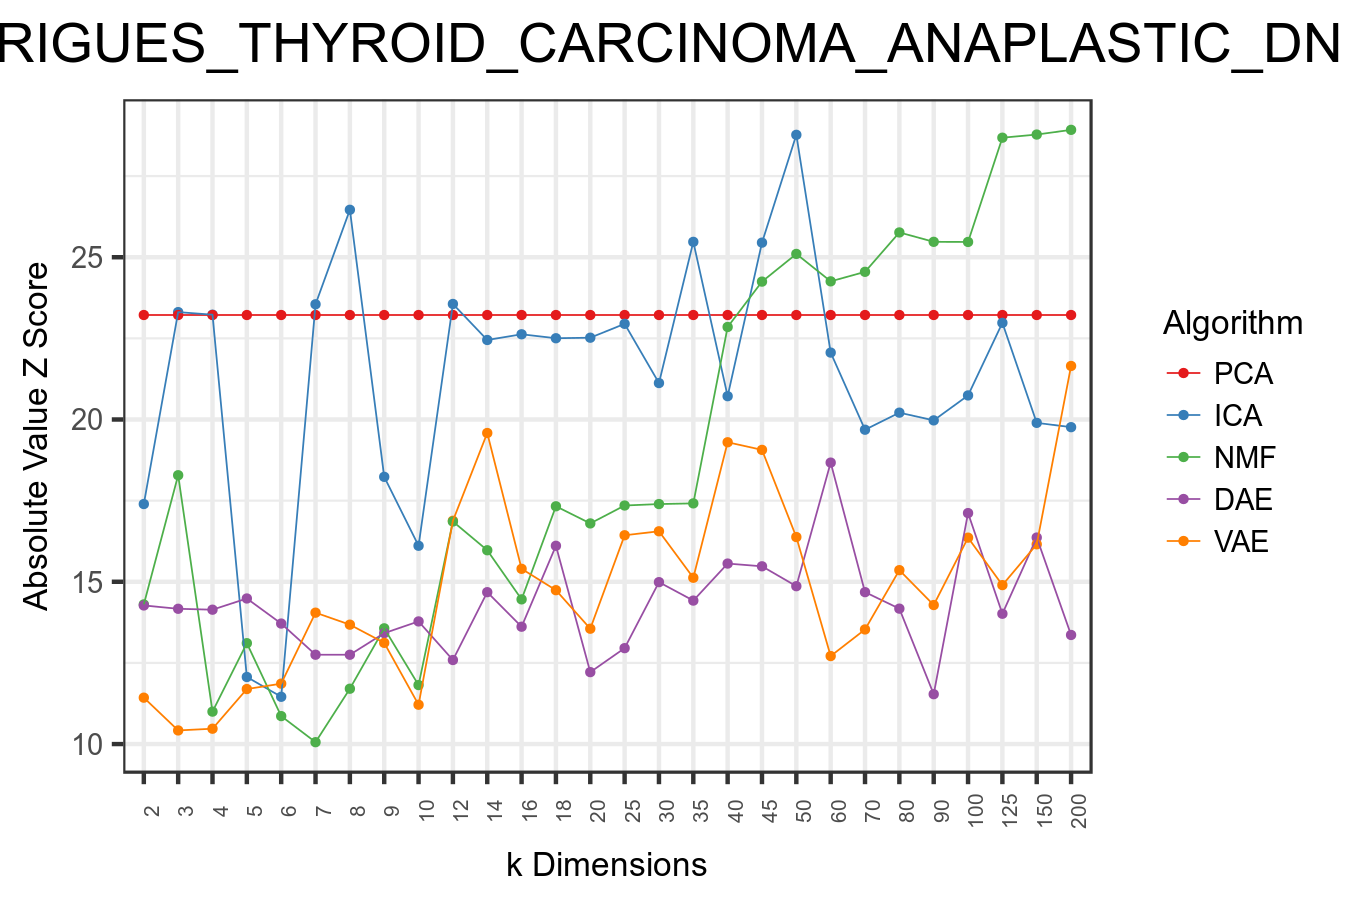 RIGUES_THYROID_CARCINOMA_ANAPLASTIC_DN
Absolute Value Z Score
25
20
15
10
2 3 4 5 6 7 8 9 10 12 14 16 18 20 25 30 35 40 45 50 60 70 80 90 100 125 150 200
k Dimensions
Algorithm
PCA
ICA
NMF
DAE
VAE